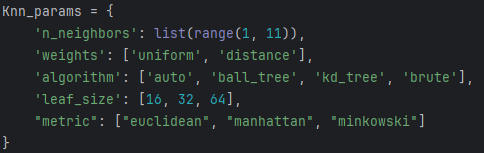 Knn_params = {
    'n_neighbors': list(range(1, 11)),
    'weights': ['uniform', 'distance'],
    'algorithm': ['auto', 'ball_tree', 'kd_tree', 'brute'],
    'leaf_size': [16, 32, 64],
    "metric": ["euclidean", "manhattan", "minkowski"]
}